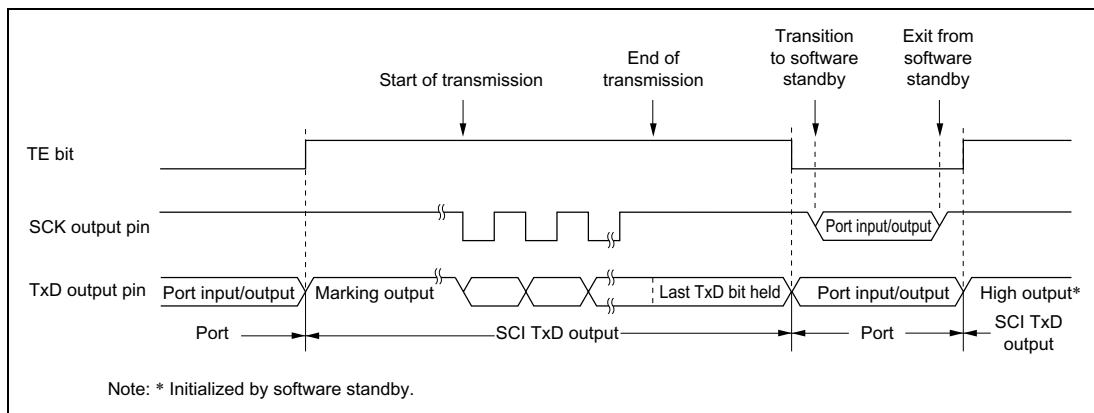 Transition
to software
standby
Exit from
software
standby
End of
transmission
Start of transmission
TE bit
SCK output pin
Port input/output
TxD output pin
Port input/output
Marking output
Last TxD bit held
Port input/output
High output*
Port
SCI TxD output
Port
SCI TxD
output
Note: * Initialized by software standby.